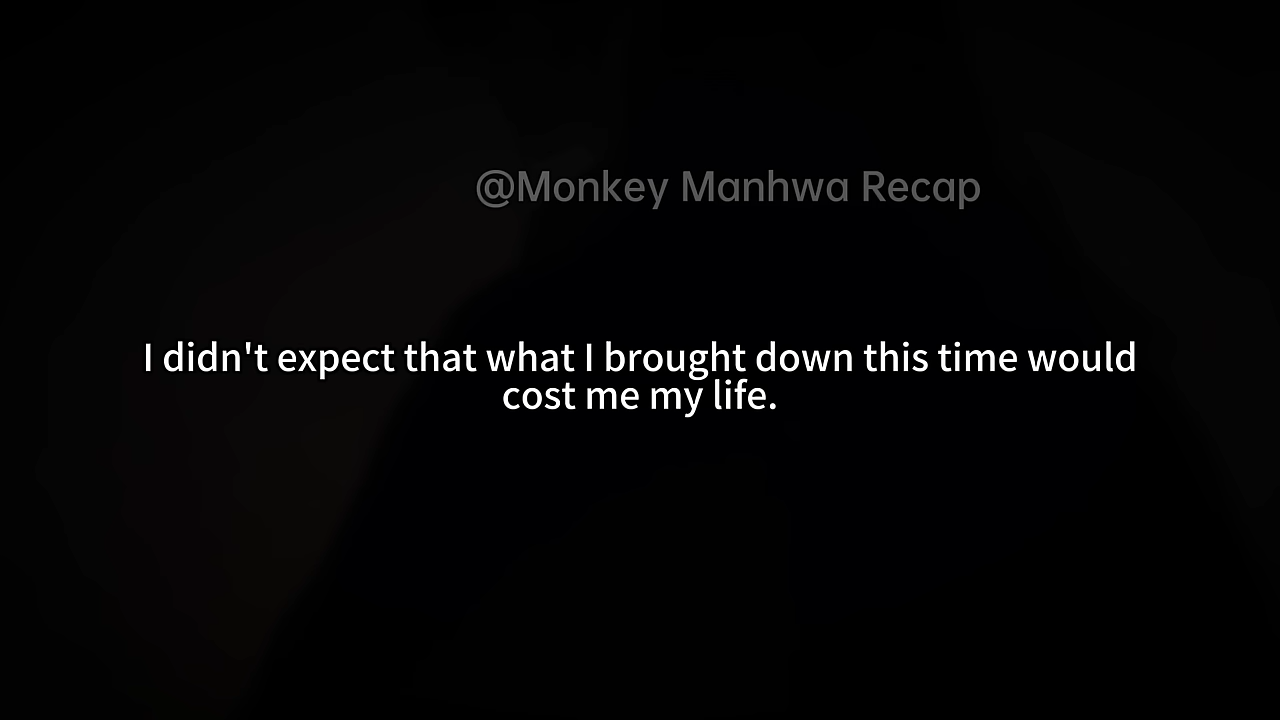 @Monkey Manhwa Recap
I didn't expect that what I brought down this time would
cost me my life.